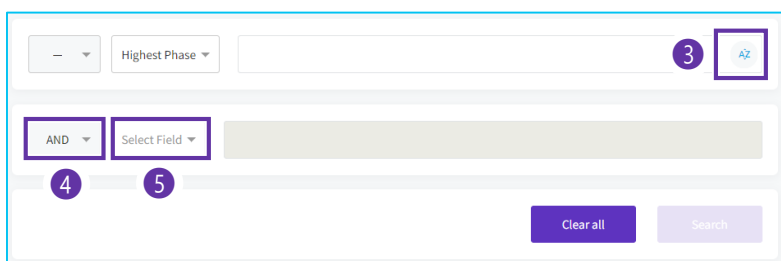 — Highest Phase 3 AZ
AND Select Field
4 5
Clear all Search